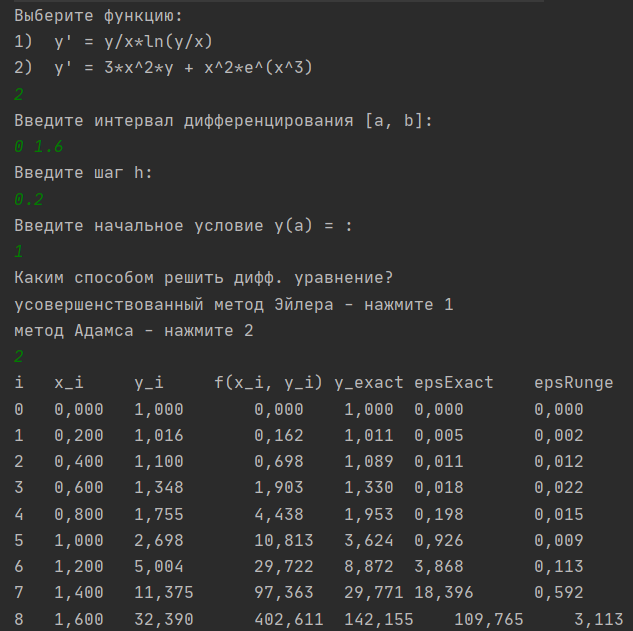 Выберите функцию:
1)  y' = y/x*ln(y/x)
2)  y' = 3*x^2*y + x^2*e^(x^3)
2
Введите интервал дифференцирования [a, b]:
0 1.6
Введите шаг h:
0.2
Введите начальное условие y(a) = :
1
Каким способом решить дифф. уравнение?
усовершенствованный метод Эйлера - нажмите 1
метод Адамса - нажмите 2
2
i   x_i     y_i     f(x_i, y_i) y_exact epsExact    epsRunge
0   0,000   1,000       0,000    1,000  0,000       0,000
1   0,200   1,016       0,162    1,011  0,005       0,002
2   0,400   1,100       0,698    1,089  0,011       0,012
3   0,600   1,348       1,903    1,330  0,018       0,022
4   0,800   1,755       4,438    1,953  0,198       0,015
5   1,000   2,698       10,813   3,624  0,926       0,009
6   1,200   5,004       29,722   8,872  3,868       0,113
7   1,400   11,375      97,363   29,771 18,396      0,592
8   1,600   32,390      402,611  142,155    109,765     3,113